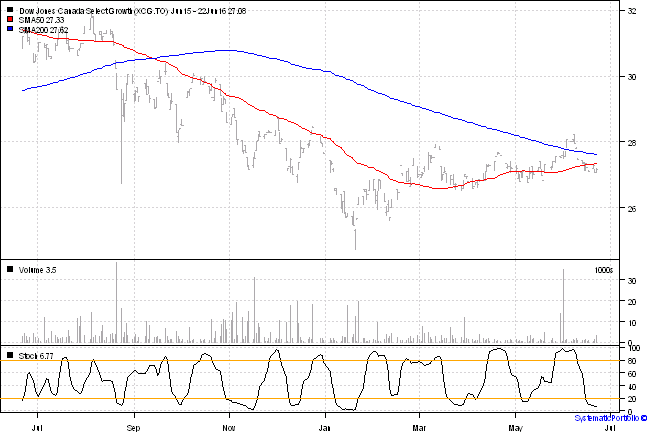 Dow Jones Canada Select Growth (XCG.TO) Jun 15 - 22Jun16 27.08
SMA50 27.33
SMA200 27.62
32
30
28
26
Volume 3.5
1000s
30
20
10
0
Stoch 6.77
100
80
60
40
20
0
Jul
Sep
Nov
Jan
Mar
May
Jul
SystematicPortfolio ©